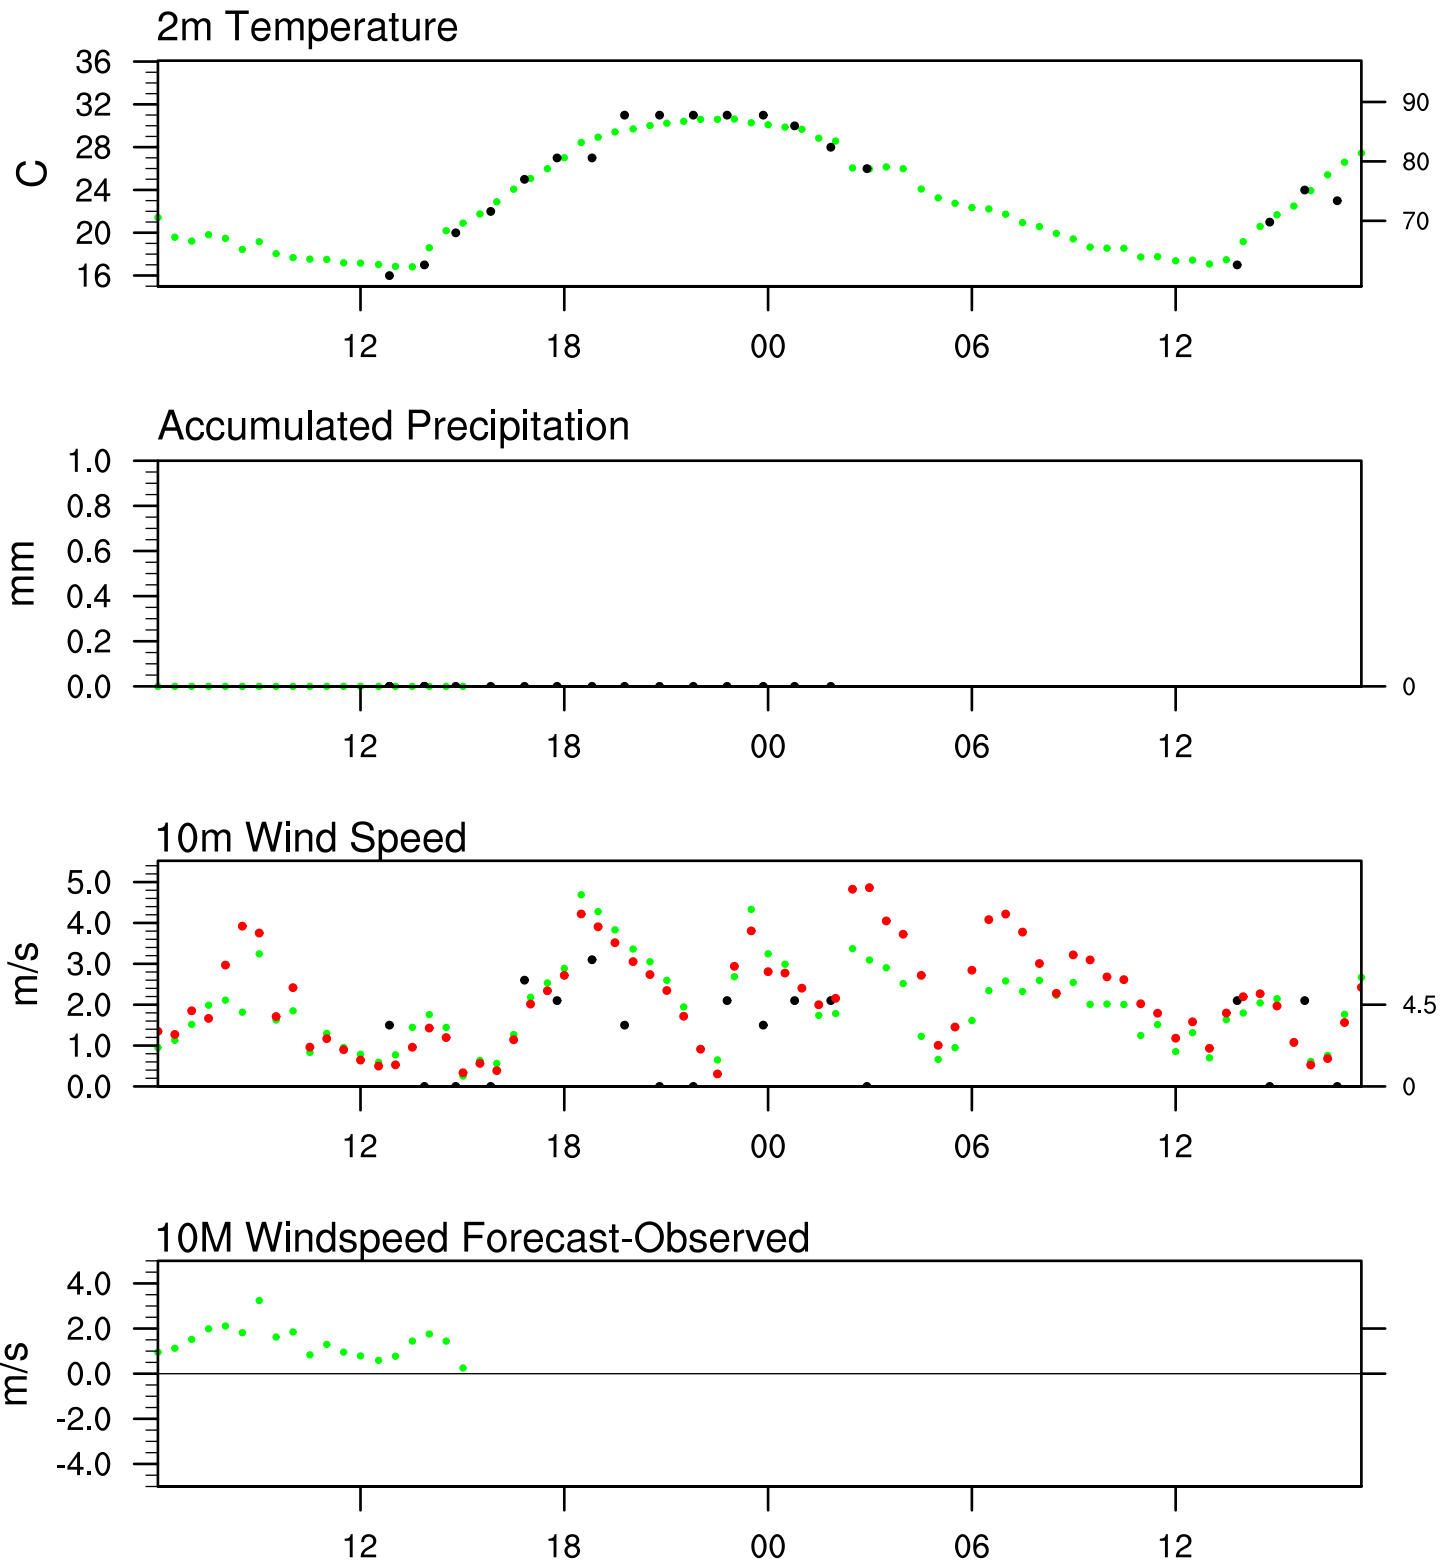 2m Temperature
36
32
28
24
20
16
C
90
80
70
12 18 00 06 12
Accumulated Precipitation
1.0
0.8
0.6
0.4
0.2
0.0
mm
0
12 18 00 06 12
10m Wind Speed
5.0
4.0
3.0
2.0
1.0
0.0
m/s
4.5
0
12 18 00 06 12
10M Windspeed Forecast-Observed
4.0
2.0
0.0
-2.0
-4.0
m/s
12 18 00 06 12